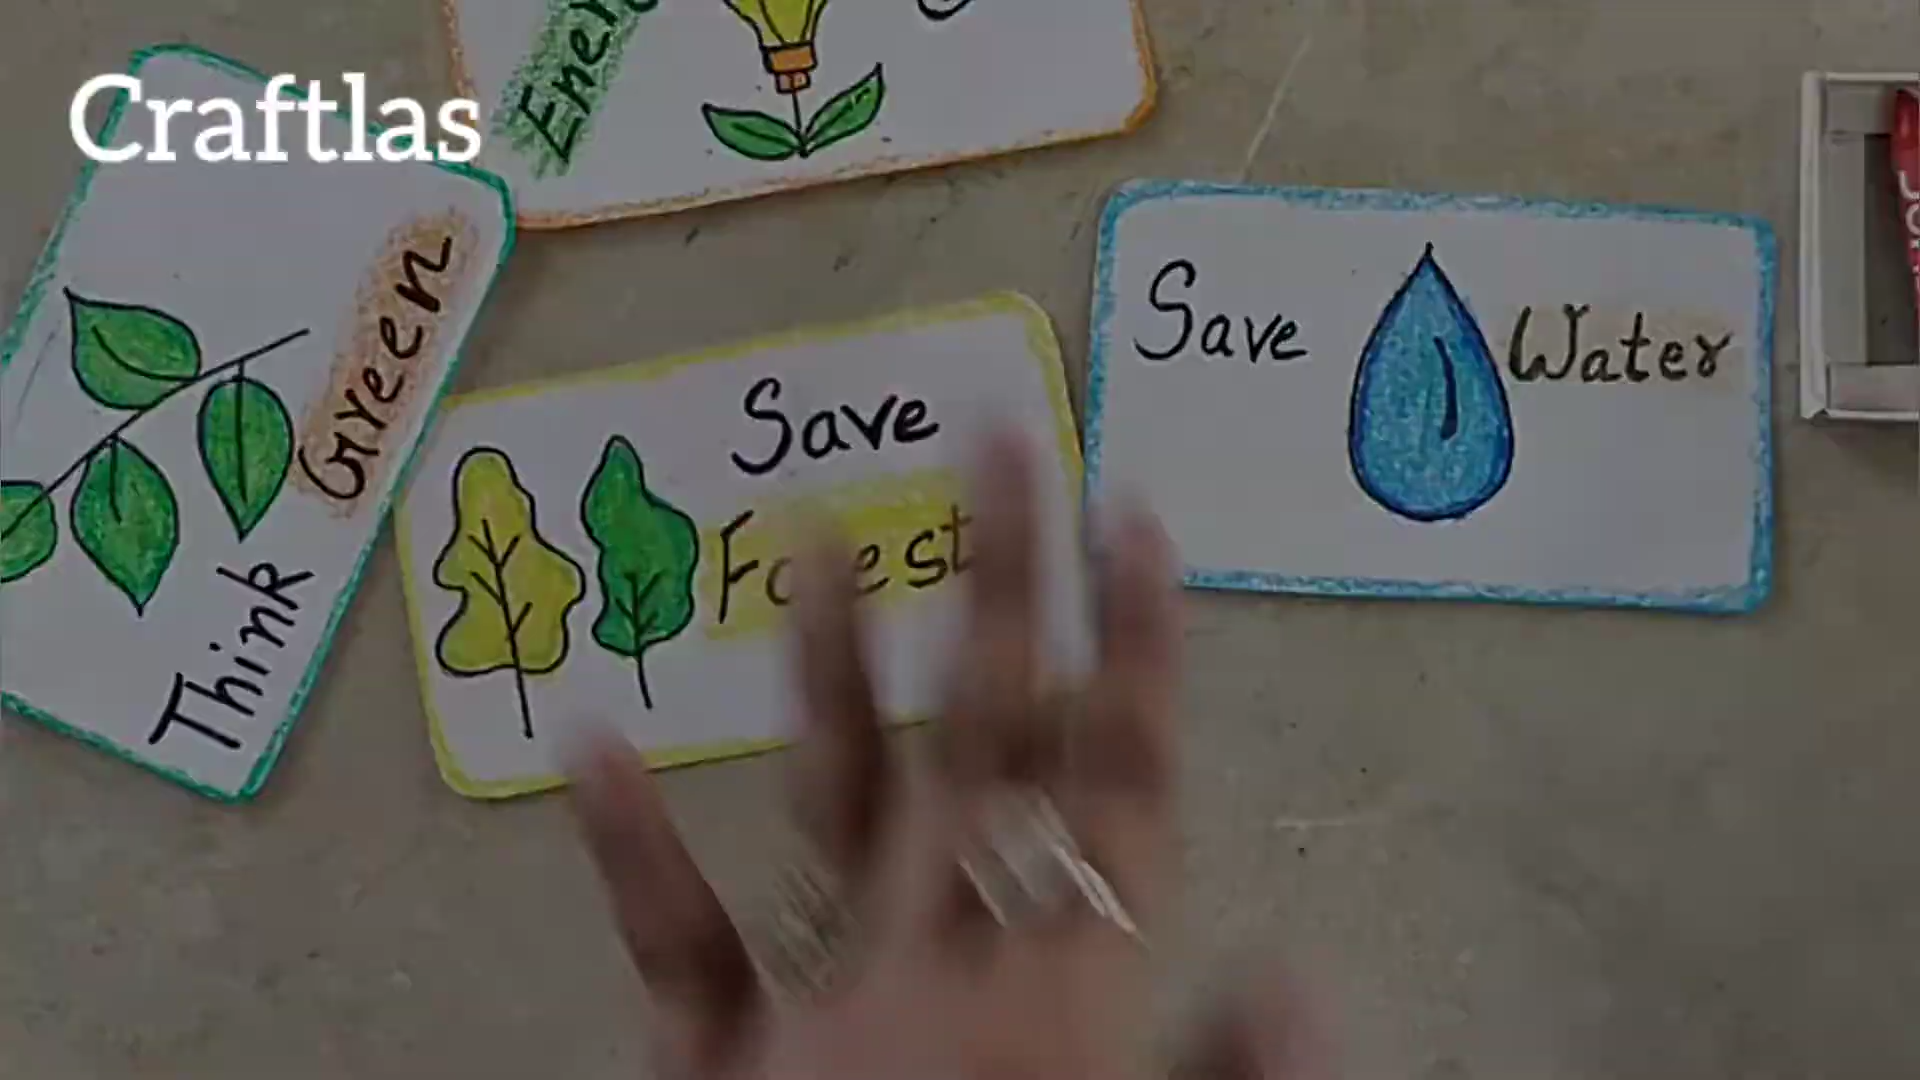 Craftlas
Think
Green
Save
Forest
Save Water